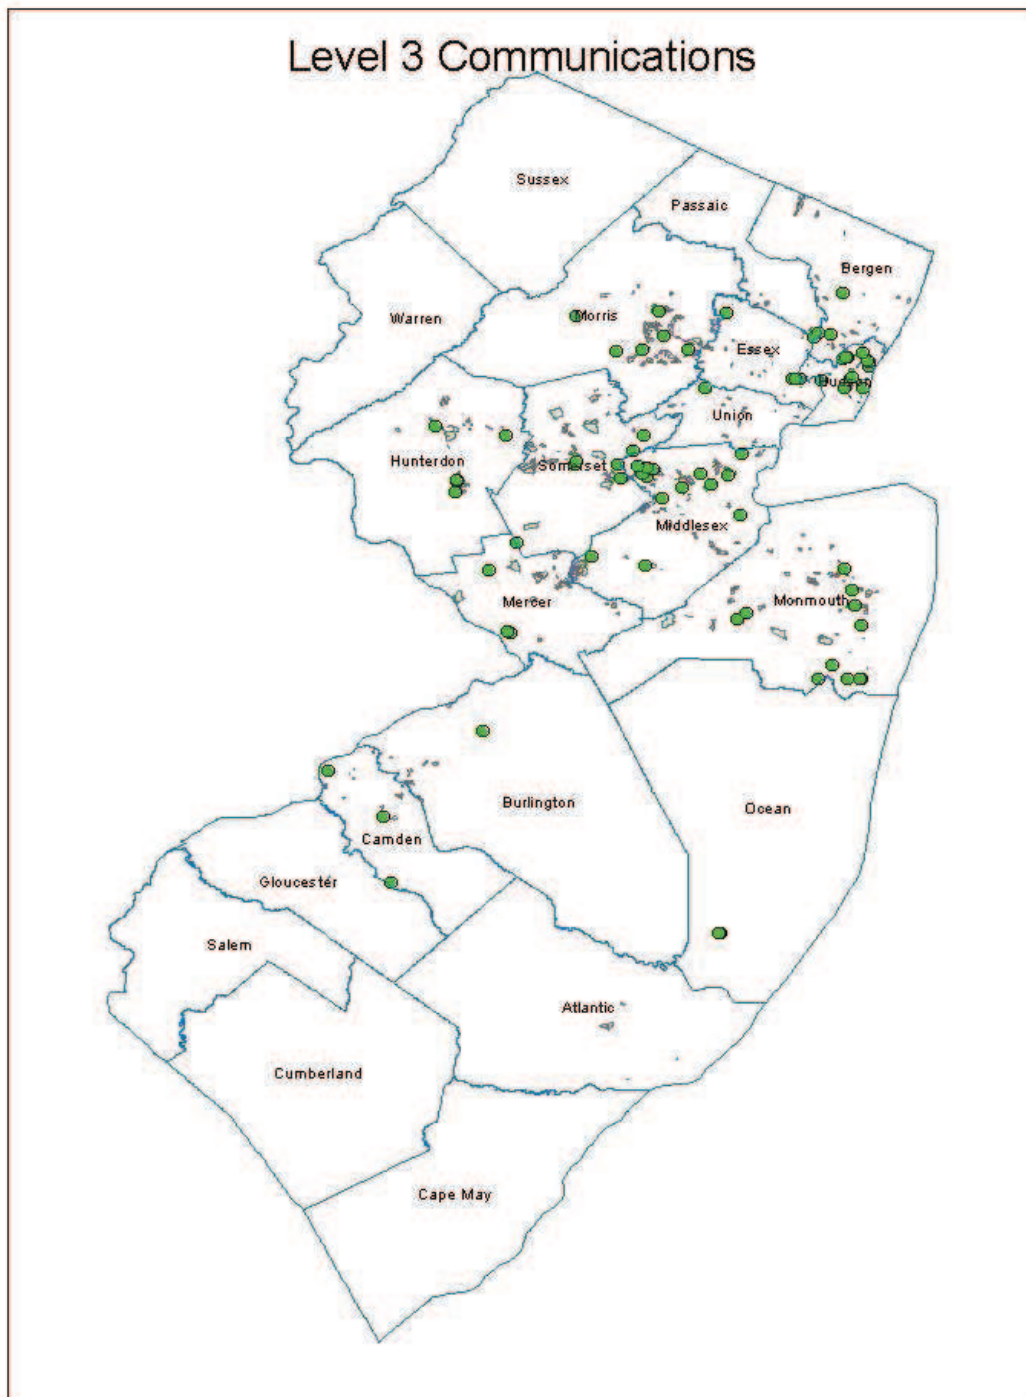 Level 3 Communications
Sussex
Passaic
Bergen
Warren
Morris
Essex
Hudson
Union
Hunterdon
Somerset
Middlesex
Mercer
Monmouth
Burlington
Ocean
Camden
Gloucester
Salem
Atlantic
Cumberland
Cape May